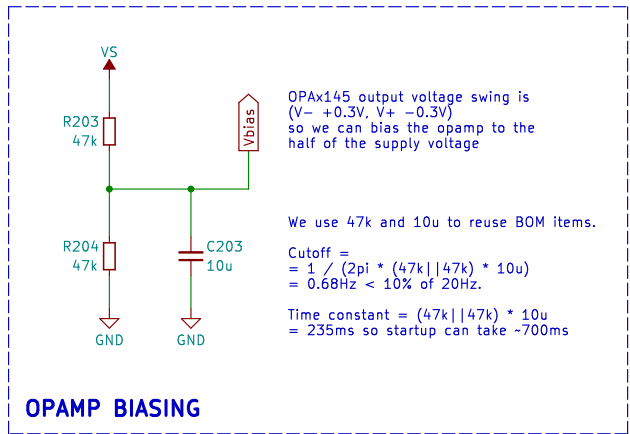 VS
R203
47k
Vbias
R204
47k
C203
10u
GND
GND
OPAx145 output voltage swing is
(V- +0.3V, V+ -0.3V)
so we can bias the opamp to the
half of the supply voltage
We use 47k and 10u to reuse BOM items.
Cutoff =
= 1 / (2pi * (47k||47k) * 10u)
= 0.68Hz < 10% of 20Hz.
Time constant = (47k||47k) * 10u
= 235ms so startup can take ~700ms
OPAMP BIASING